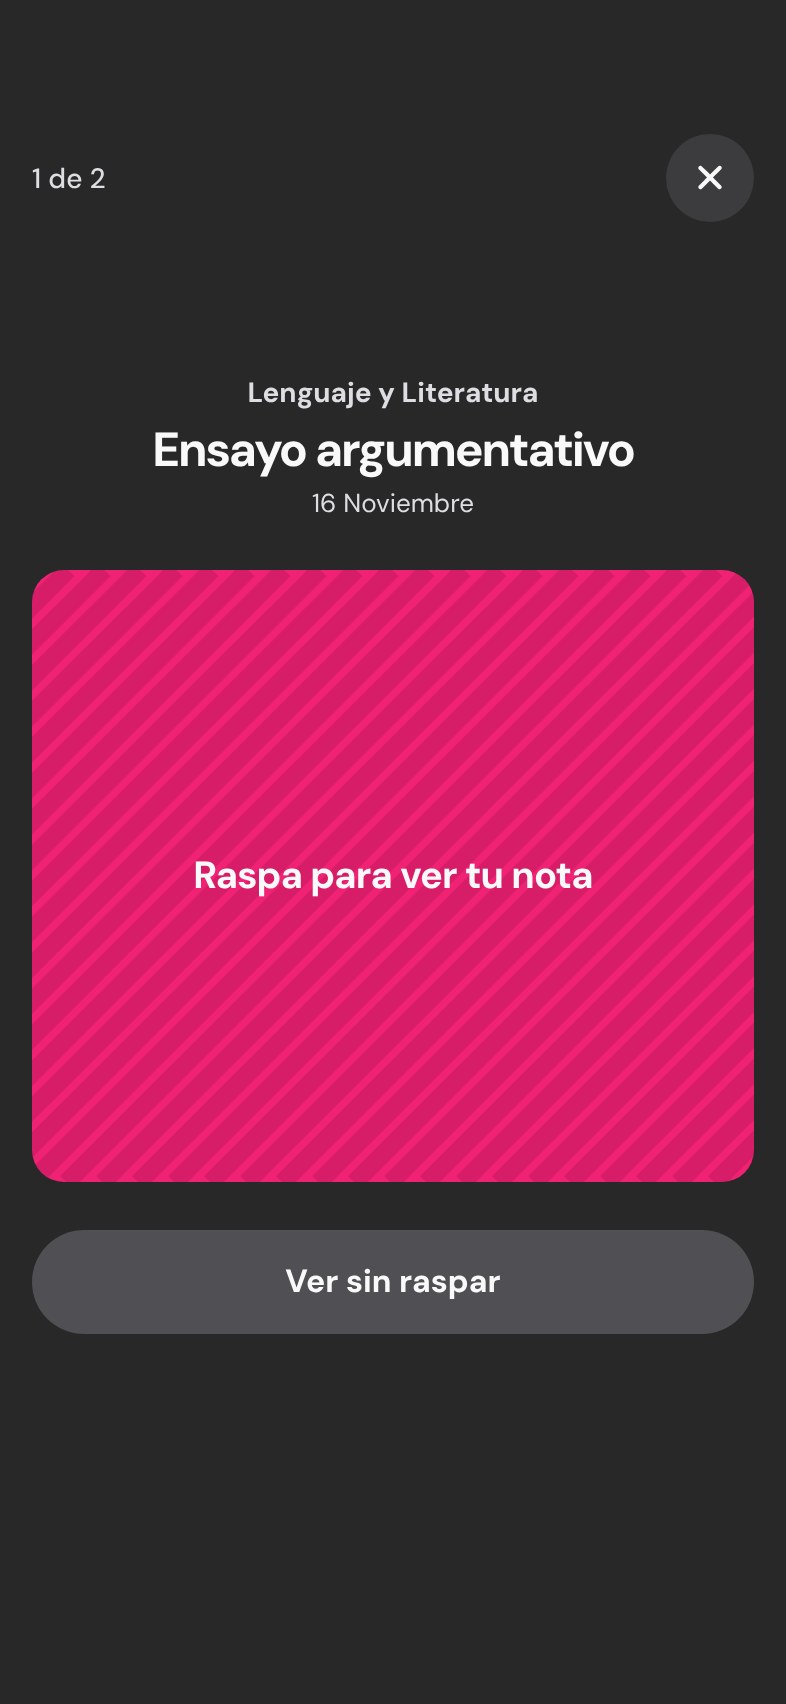 1 de 2
Lenguaje y Literatura
Ensayo argumentativo
16 Noviembre
Raspa para ver tu nota
Ver sin raspar